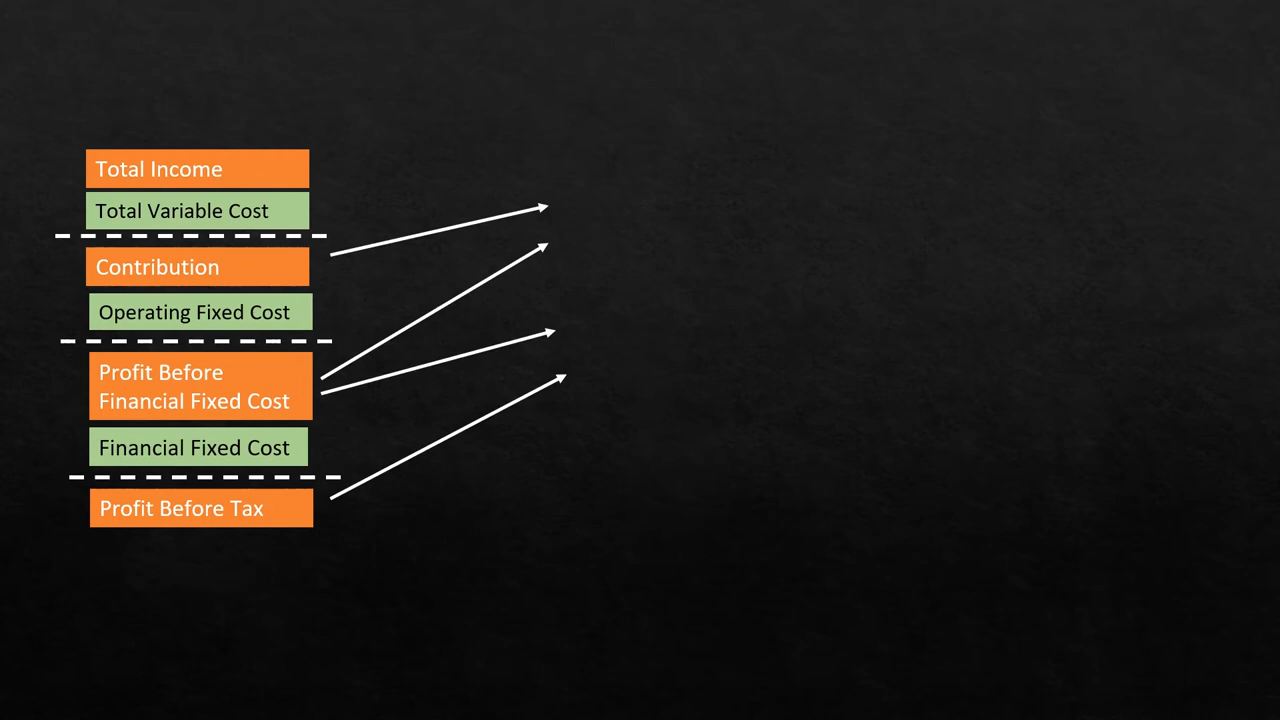 Total Income
Total Variable Cost
Contribution
Operating Fixed Cost
Profit Before
Financial Fixed Cost
Financial Fixed Cost
Profit Before Tax